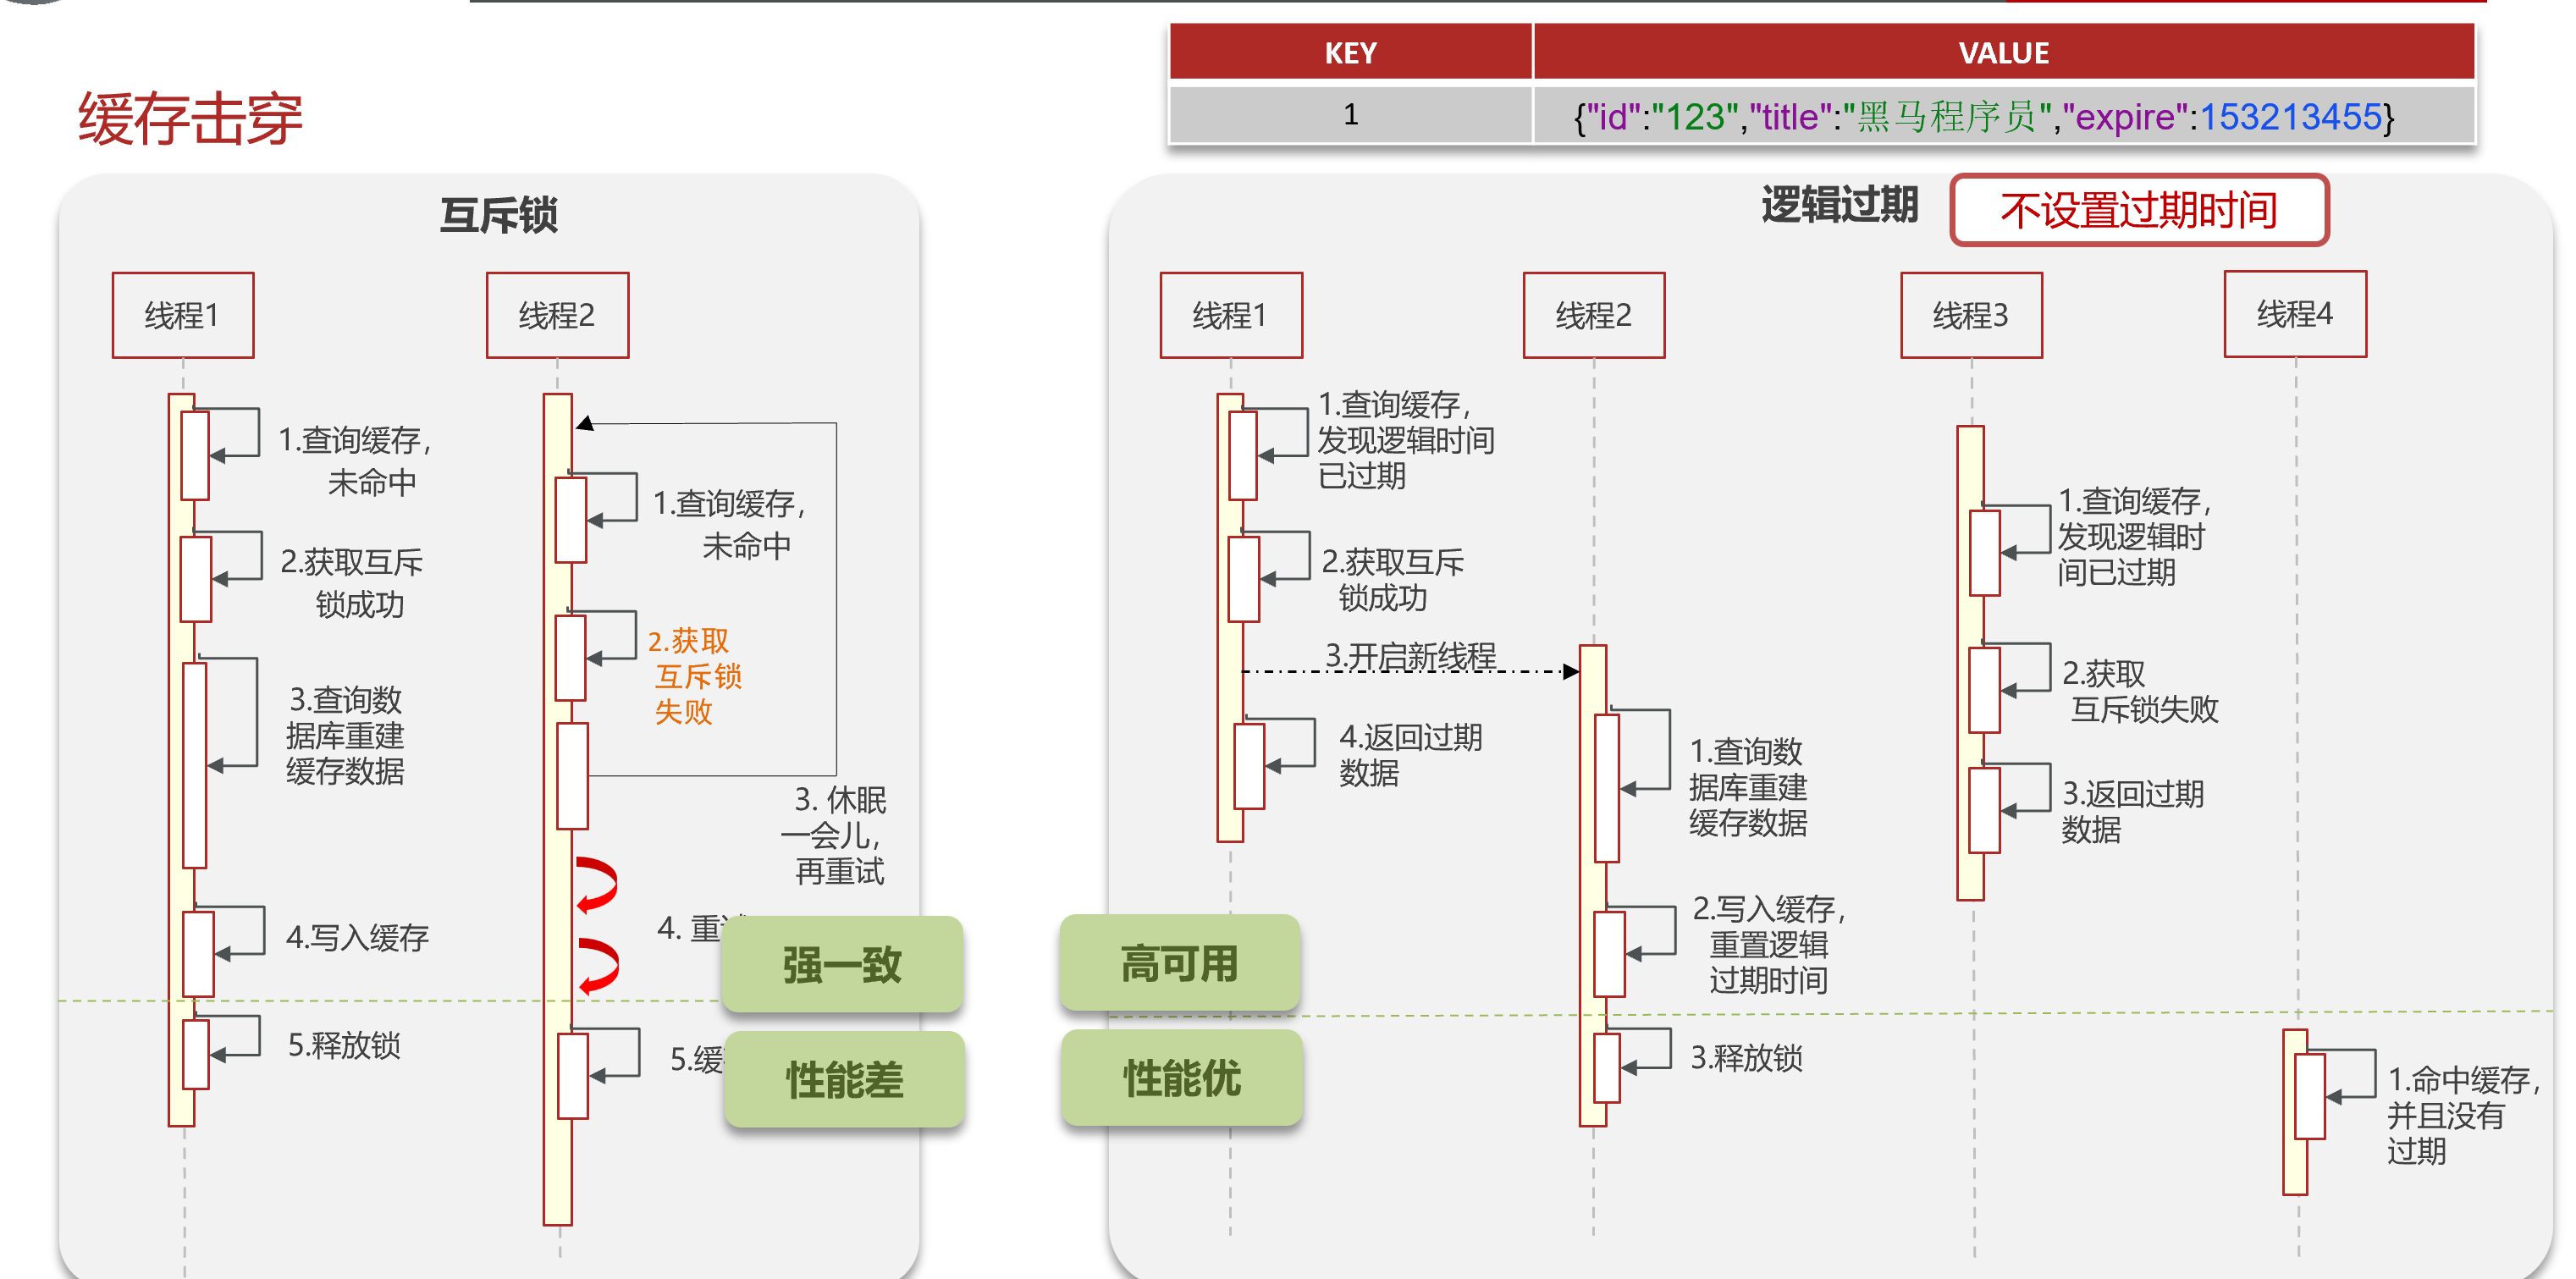 缓存击穿
KEY VALUE
1 {"id":"123","title":"黑马程序员","expire":153213455}
互斥锁
线程1
线程2
1.查询缓存，
未命中
2.获取互斥
锁成功
3.查询数
据库重建
缓存数据
4.写入缓存
5.释放锁
1.查询缓存，
未命中
2.获取
互斥锁
失败
3. 休眠
一会儿，
再重试
4. 重
5.缓
强一致
性能差
逻辑过期
不设置过期时间
线程1
线程2
线程3
线程4
1.查询缓存，
发现逻辑时间
已过期
2.获取互斥
锁成功
3.开启新线程
4.返回过期
数据
1.查询数
据库重建
缓存数据
2.写入缓存，
重置逻辑
过期时间
3.释放锁
1.查询缓存，
发现逻辑时
间已过期
2.获取
互斥锁失败
3.返回过期
数据
1.命中缓存，
并且没有
过期
高可用
性能优